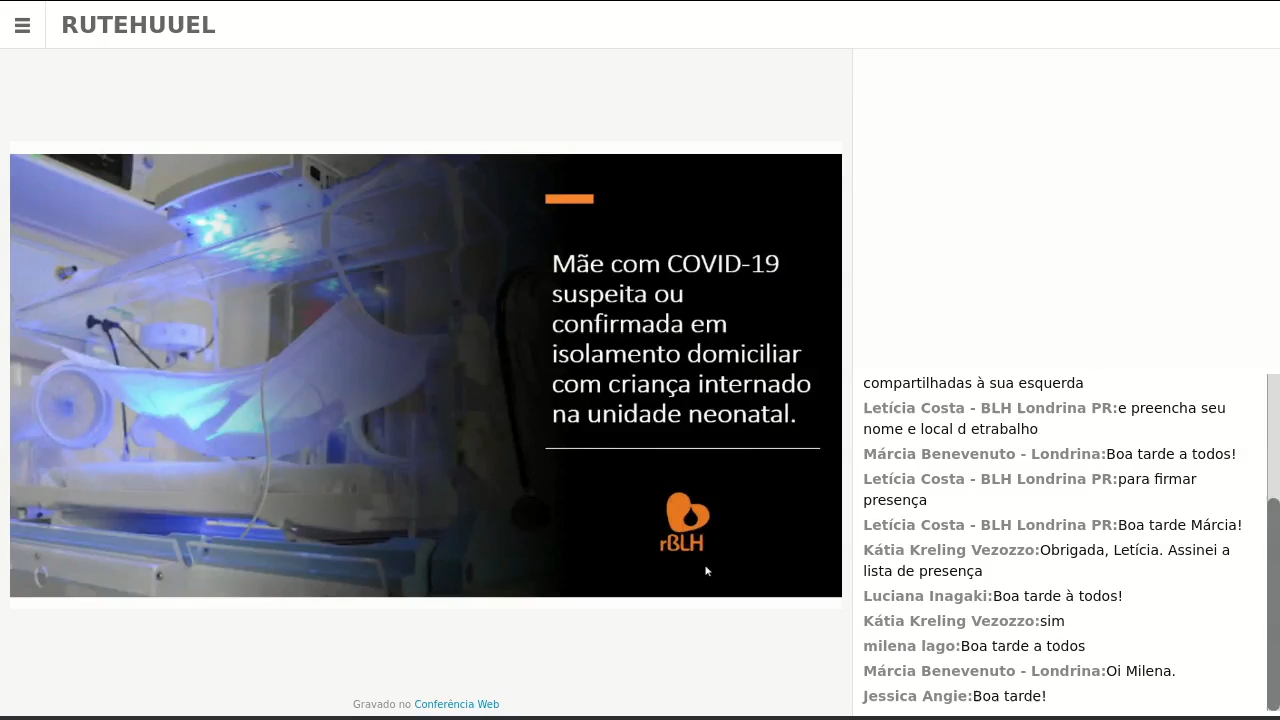 RUTEHUUEL
Mãe com COVID-19
suspeita ou
confirmada em
isolamento domiciliar
com criança internado
na unidade neonatal.
rBLH
Gravado no Conferência Web
compartilhadas à sua esquerda
Letícia Costa - BLH Londrina PR:e preencha seu
nome e local d etrabalho
Márcia Benevenuto - Londrina:Boa tarde a todos!
Letícia Costa - BLH Londrina PR:para firmar
presença
Letícia Costa - BLH Londrina PR:Boa tarde Márcia!
Kátia Kreling Vezozzo:Obrigada, Letícia. Assinei a
lista de presença
Luciana Inagaki:Boa tarde à todos!
Kátia Kreling Vezozzo:sim
milena lago:Boa tarde a todos
Márcia Benevenuto - Londrina:Oi Milena.
Jessica Angie:Boa tarde!